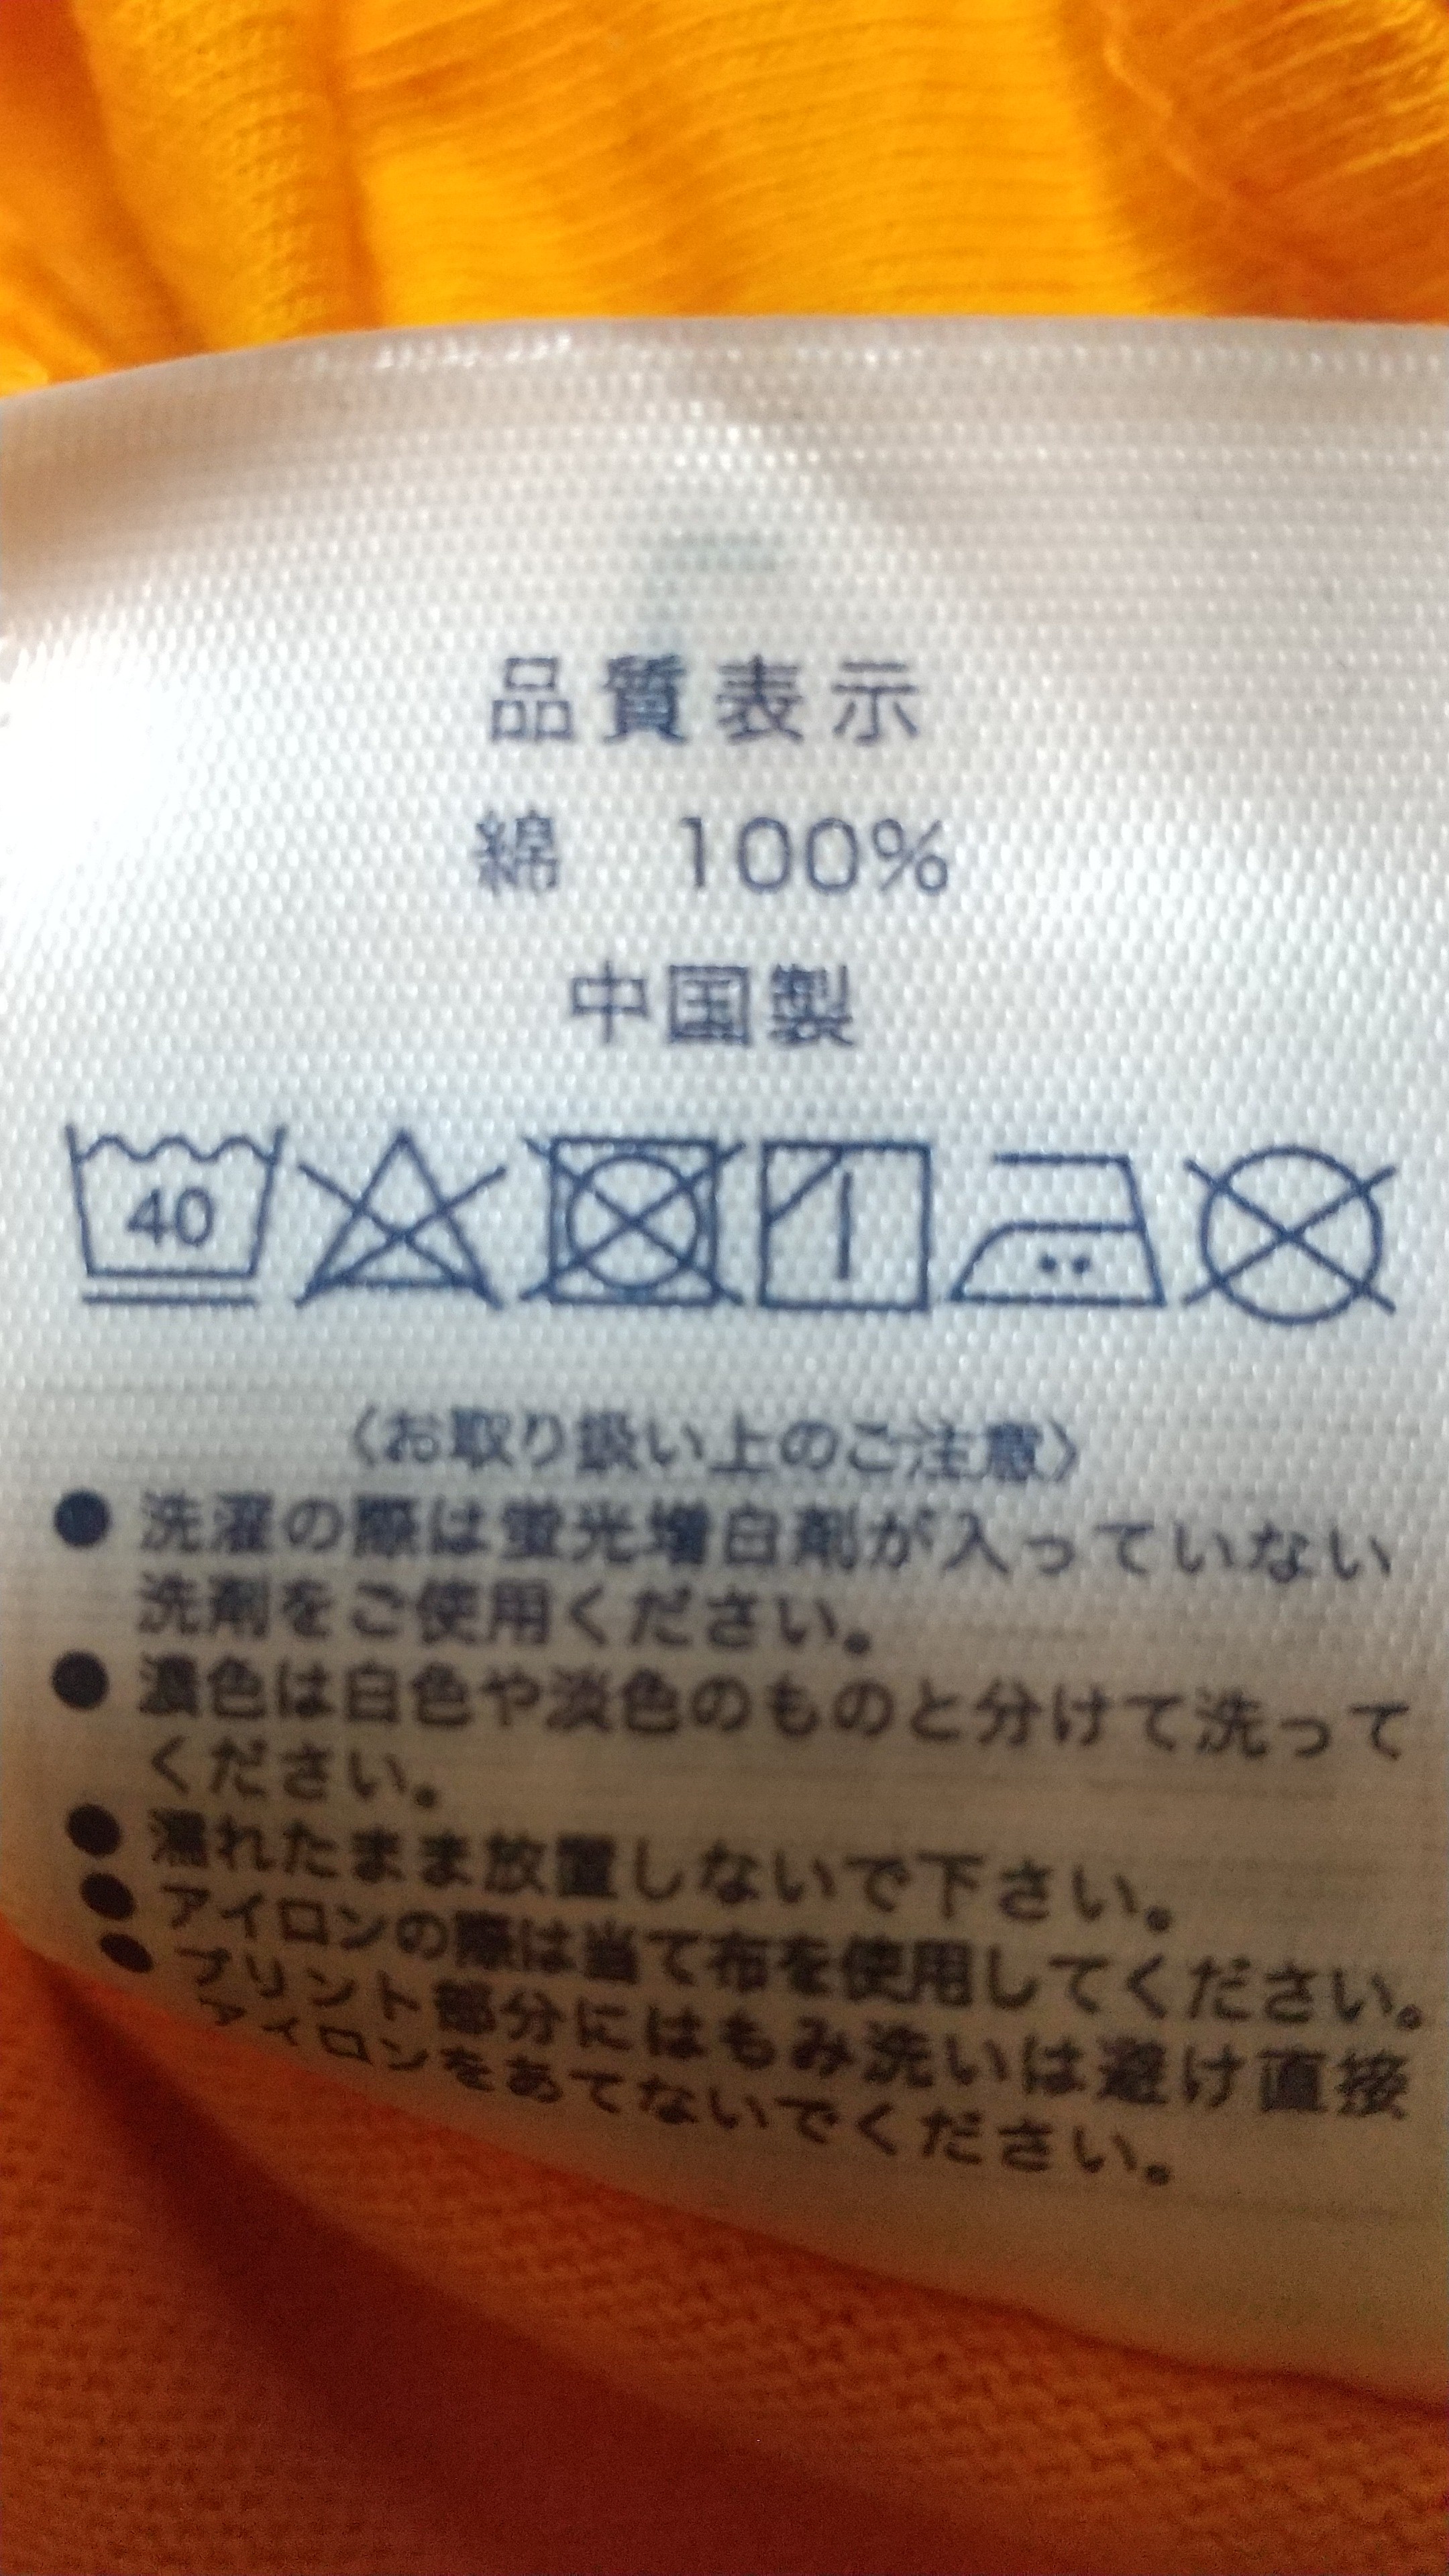 品質表示
綿 100%
中国製
40
〈お取り扱い上のご注意〉
● 洗濯の際は蛍光増白剤が入っていない
洗剤をご使用ください。
● 濃色は白色や淡色のものと分けて洗って
ください。
● 濡れたまま放置しないで下さい。
● アイロンの際は当て布を使用してください。
● プリント部分にはもみ洗いは避け直接
アイロンをあてないでください。